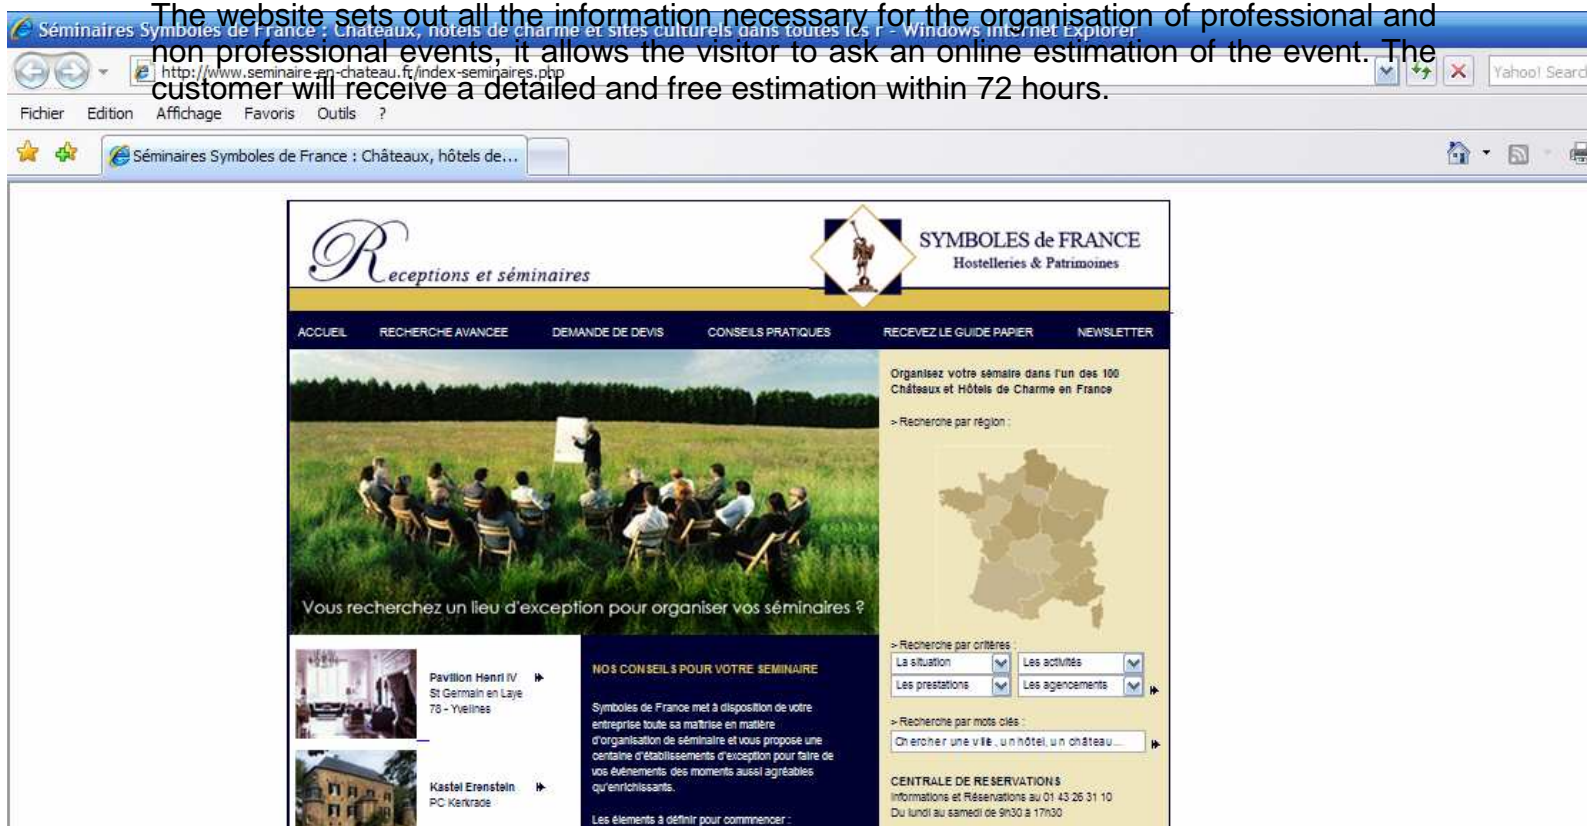 The website sets out all the information necessary for the organisation of professional and
non professional events, it allows the visitor to ask an online estimation of the event. The
customer will receive a detailed and free estimation within 72 hours.
Séminaires Symboles de France : Châteaux, hôtels de charme et sites culturels dans toutes les r - Windows Internet Explorer
http://www.seminaire-en-chateau.fr/index-seminaires.php
Yahoo! Searc
Fichier Edition Affichage Favoris Outils ?
Séminaires Symboles de France : Châteaux, hôtels de...
Receptions et séminaires
SYMBOLES de FRANCE
Hostelleries & Patrimoines
ACCUEIL RECHERCHE AVANCEE DEMANDE DE DEVIS CONSEILS PRATIQUES RECEVEZ LE GUIDE PAPIER NEWSLETTER
Vous recherchez un lieu d'exception pour organiser vos séminaires ?
Organisez votre sémaire dans l'un des 100
Châteaux et Hôtels de Charme en France
> Recherche par région :
> Recherche par critères :
La situation Les activités
Les prestations Les agencements
> Recherche par mots clés :
Chercher une ville, un hôtel, un château...
CENTRALE DE RESERVATIONS
Informations et Réservations au 01 43 26 31 10
Du lundi au samedi de 9h30 à 17h30
Pavillon Henri IV
St Germain en Laye
78 - Yvelines
Kastel Erenstein
PC Kerkrade
NOS CONSEILS POUR VOTRE SEMINAIRE
Symboles de France met à disposition de votre
entreprise toute sa maîtrise en matière
d'organisation de séminaire et vous propose une
centaine d'établissements d'exception pour faire de
vos événements des moments aussi agréables
qu'enrichissants.
Les élements à définir pour commnencer :